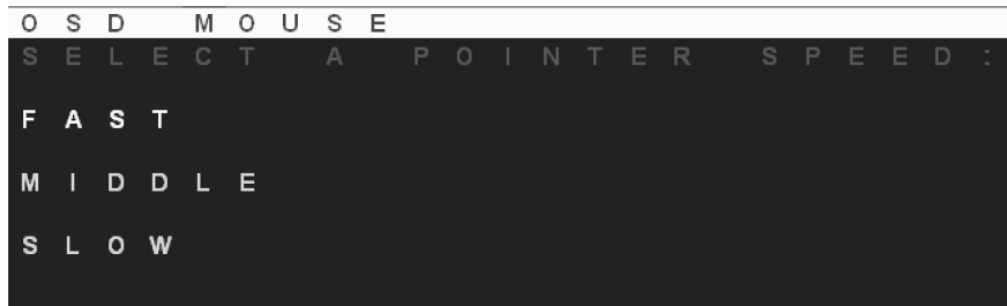 OSD MOUSE
SELECT A POINTER SPEED:
FAST
MIDDLE
SLOW